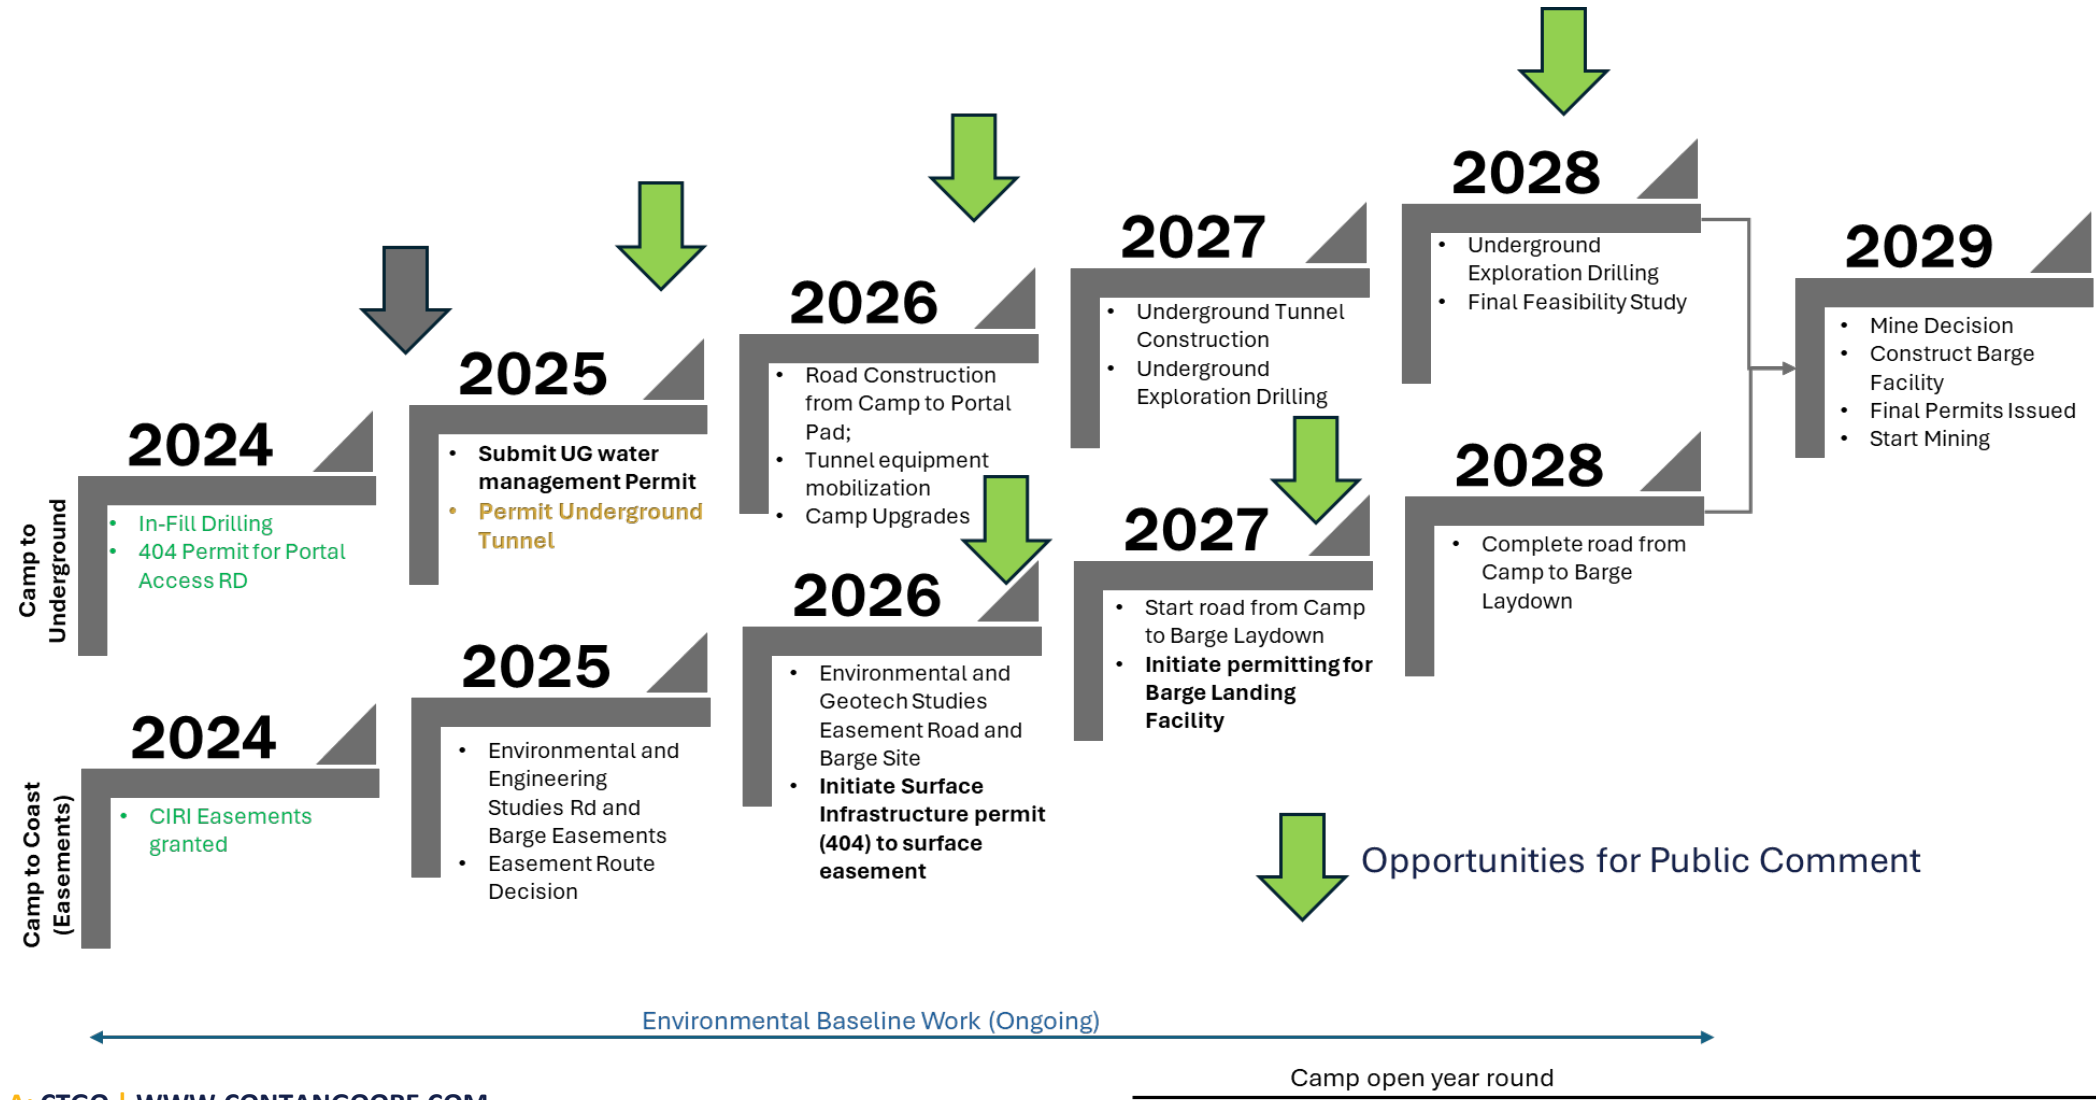 Camp to
Underground
2024
• In-Fill Drilling
• 404 Permit for Portal
Access RD
2025
• Submit UG water
management Permit
• Permit Underground
Tunnel
2026
• Road Construction
from Camp to Portal
Pad;
• Tunnel equipment
mobilization
• Camp Upgrades
2027
• Underground Tunnel
Construction
• Underground
Exploration Drilling
2028
• Underground
Exploration Drilling
• Final Feasibility Study
2029
• Mine Decision
• Construct Barge
Facility
• Final Permits Issued
• Start Mining
Camp to Coast
(Easements)
2024
• CIRI Easements
granted
2025
• Environmental and
Engineering
Studies Rd and
Barge Easements
• Easement Route
Decision
2026
• Environmental and
Geotech Studies
Easement Road and
Barge Site
• Initiate Surface
Infrastructure permit
(404) to surface
easement
2027
• Start road from Camp
to Barge Laydown
• Initiate permitting for
Barge Landing
Facility
2028
• Complete road from
Camp to Barge
Laydown
Opportunities for Public Comment
Environmental Baseline Work (Ongoing)
Camp open year round
A: CTGO | WWW.CONTANGOORE.COM